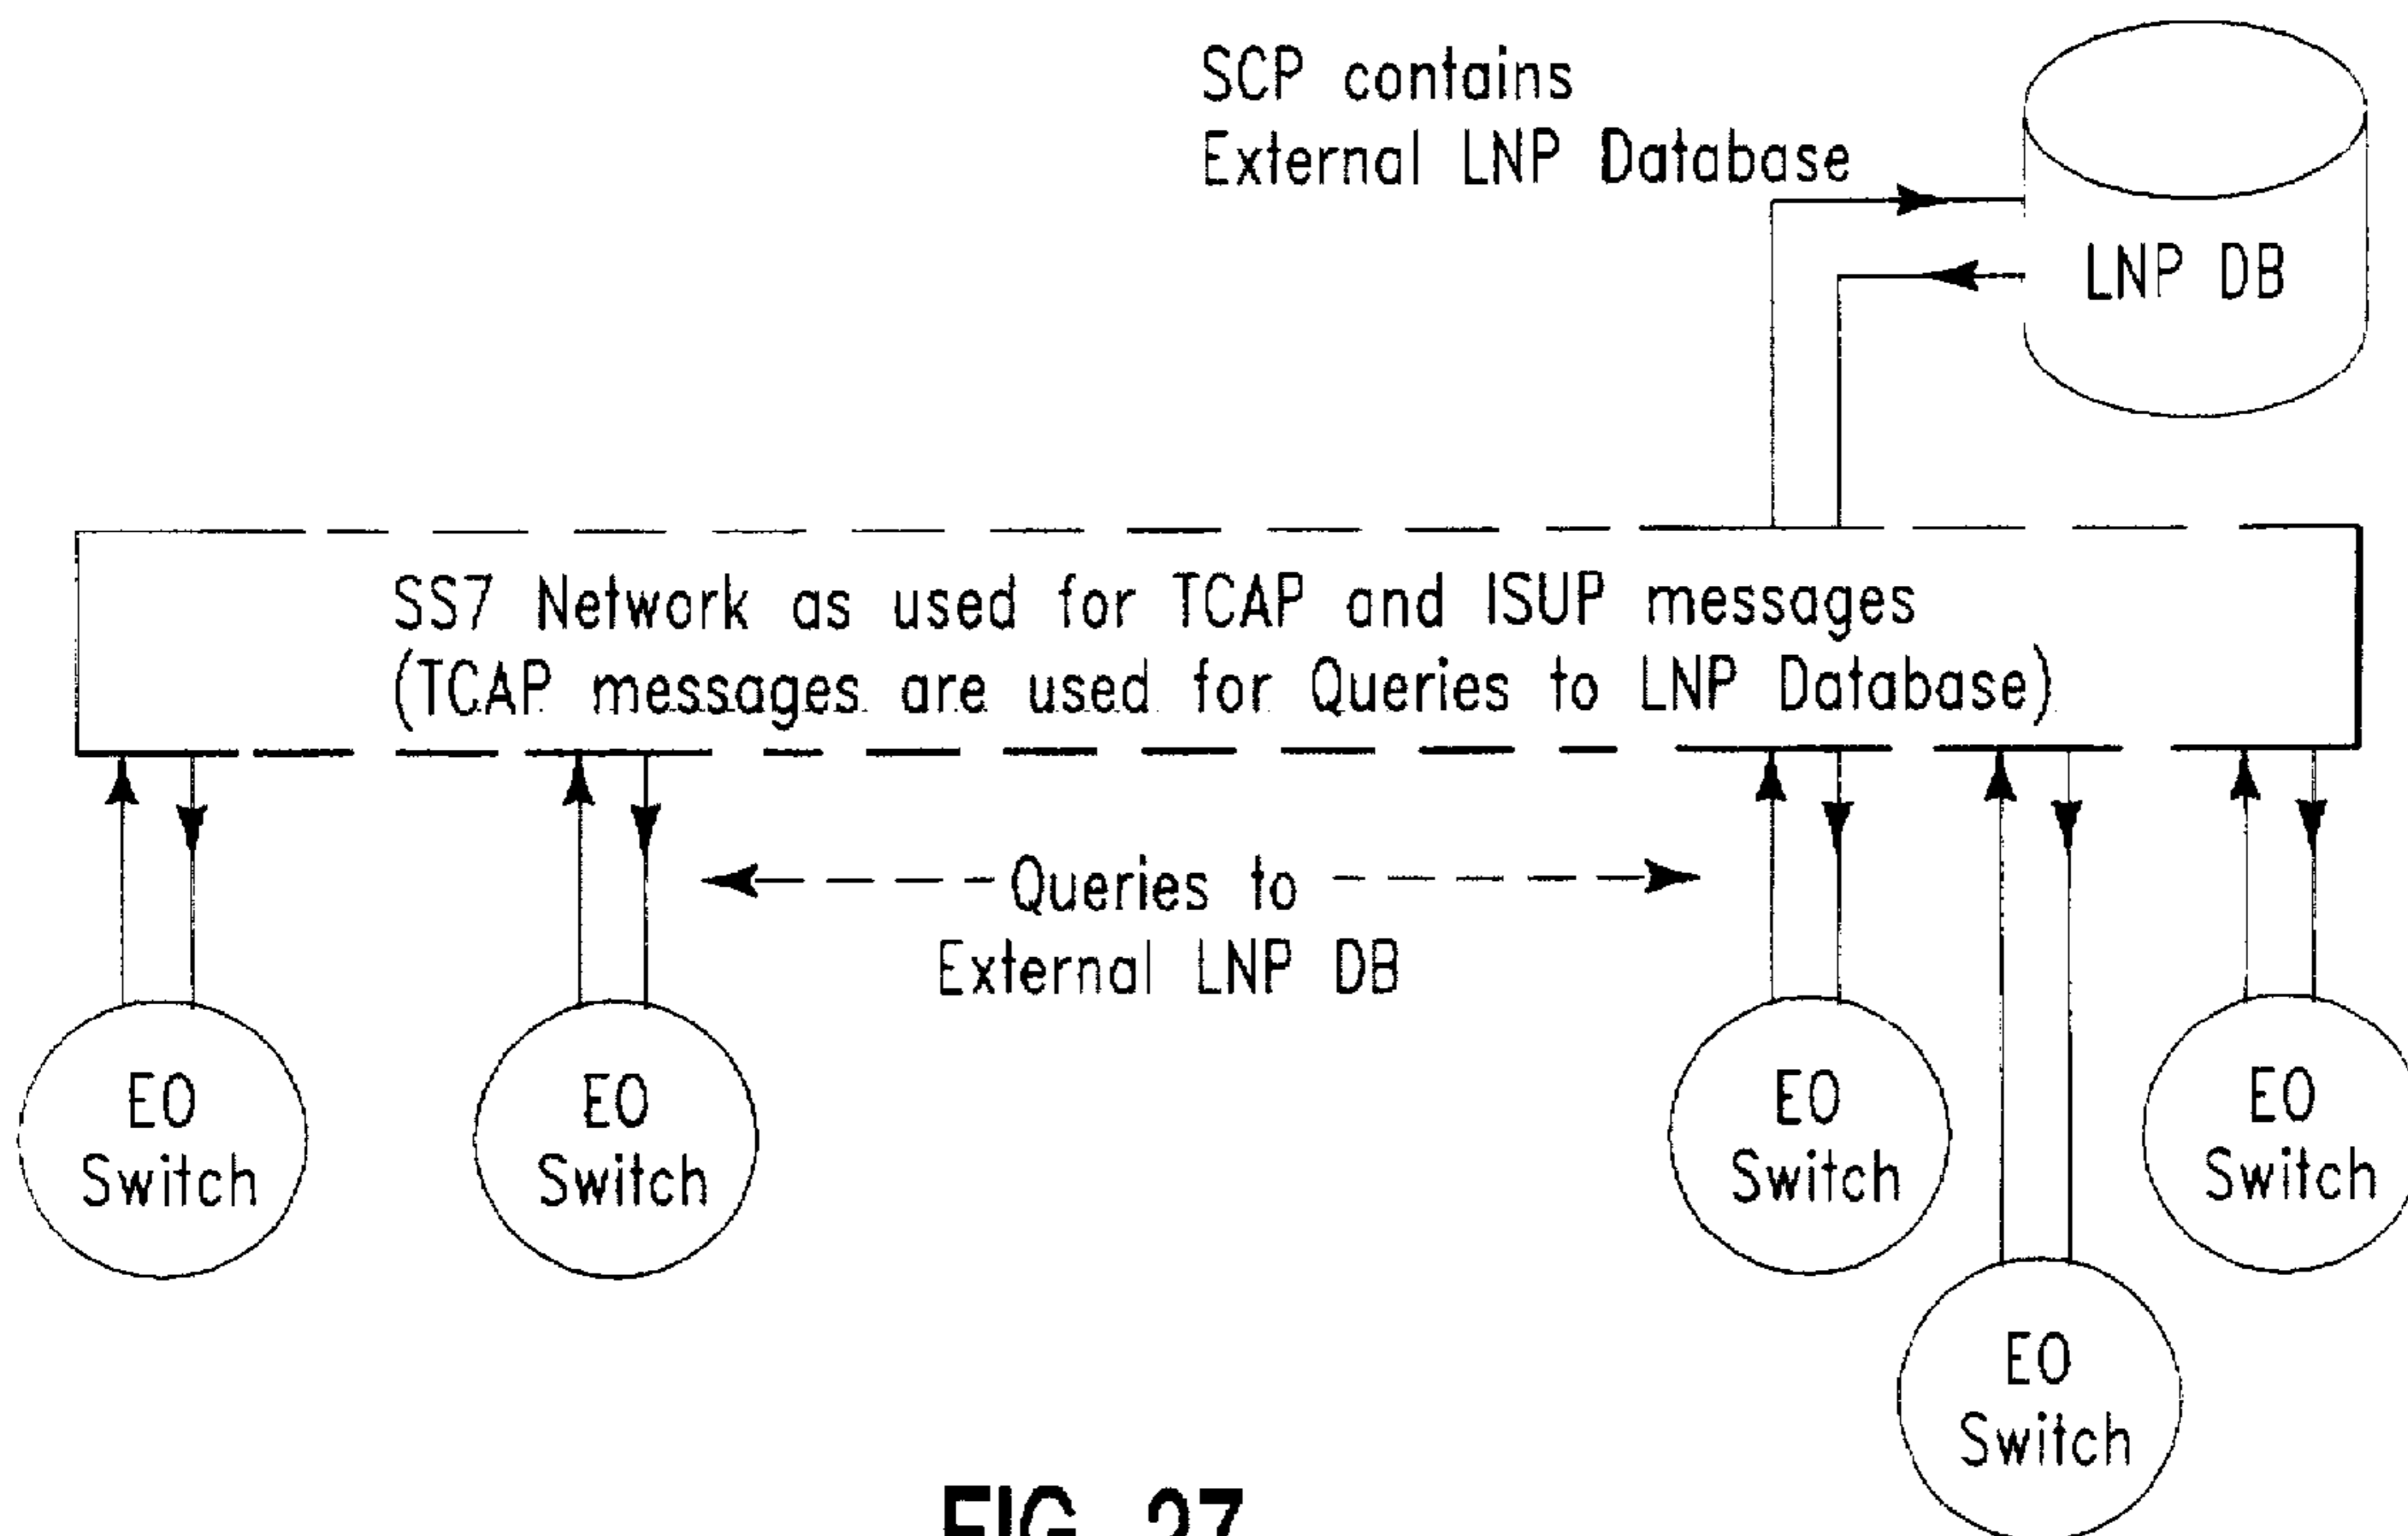 SCP contains
External LNP Database
LNP DB
SS7 Network as used for TCAP and ISUP messages
(TCAP messages are used for Queries to LNP Database)
Queries to
External LNP DB
EO
Switch
EO
Switch
EO
Switch
EO
Switch
EO
Switch
FIG. 27